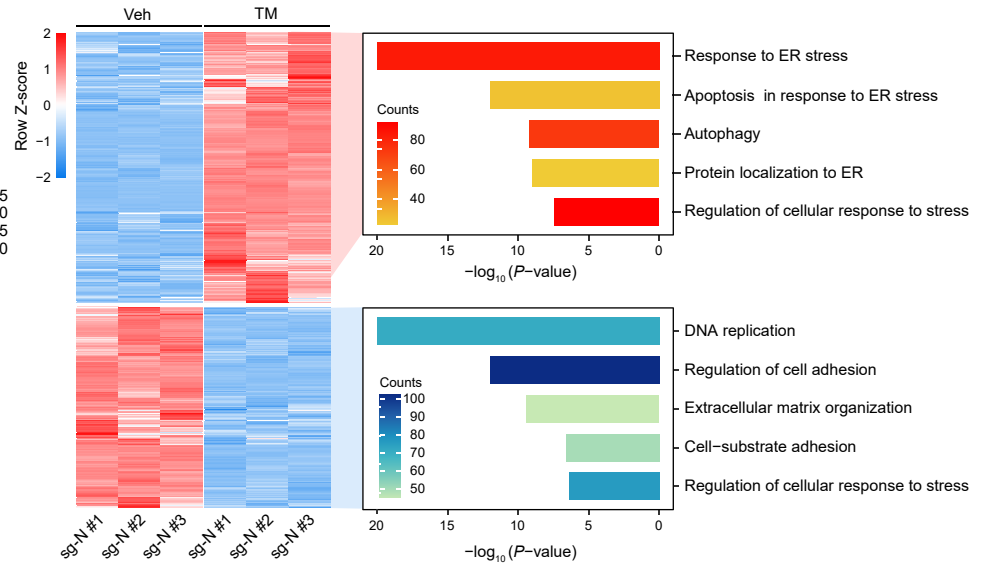 Veh
TM
2
1
0
−1
−2
Row Z-score
5
0
5
0
Response to ER stress
Apoptosis in response to ER stress
Autophagy
Protein localization to ER
Regulation of cellular response to stress
Counts
80
60
40
20
15
10
5
0
−log10 (P−value)
DNA replication
Regulation of cell adhesion
Extracellular matrix organization
Cell−substrate adhesion
Regulation of cellular response to stress
Counts
100
90
80
70
60
50
20
15
10
5
0
−log10 (P−value)
sg-N #1
sg-N #2
sg-N #3
sg-N #1
sg-N #2
sg-N #3